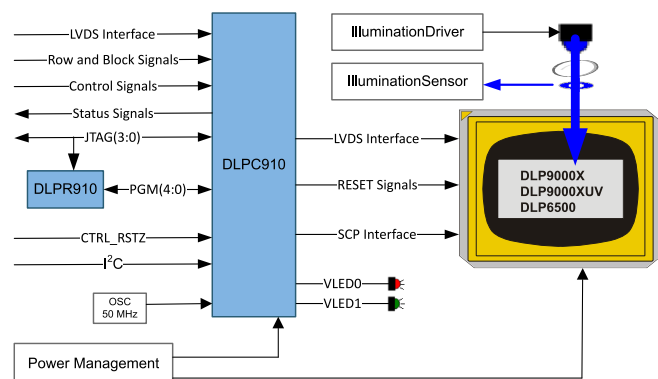 LVDS Interface
Row and Block Signals
Control Signals
Status Signals
JTAG(3:0)
DLPR910
PGM(4:0)
CTRL_RSTZ
I²C
OSC
50 MHz
Power Management
DLPC910
LVDS Interface
RESET Signals
SCP Interface
VLED0
VLED1
IlluminationDriver
IlluminationSensor
DLP9000X
DLP9000XUV
DLP6500